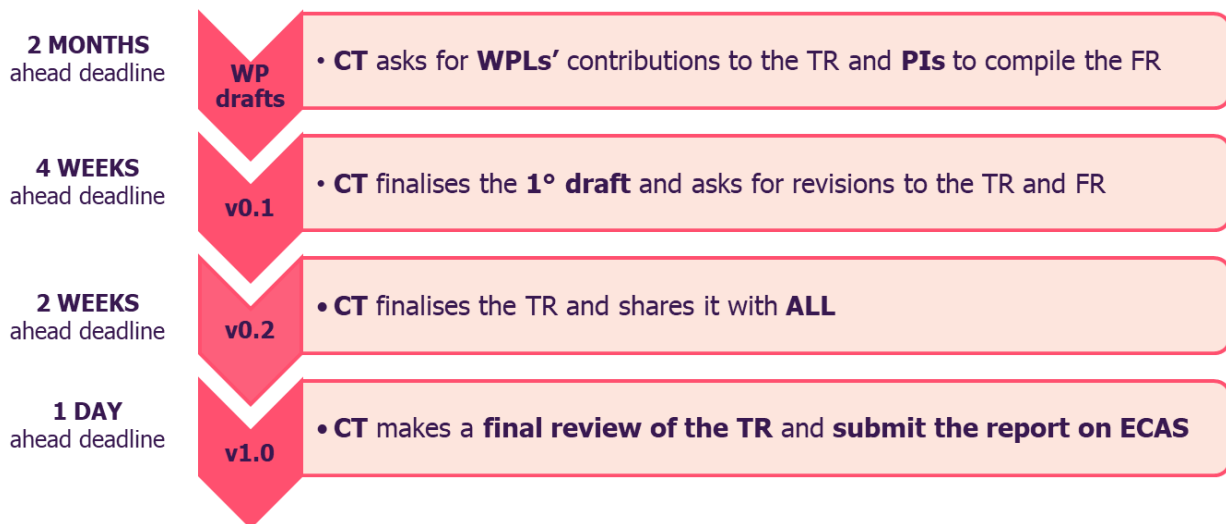 2 MONTHS
ahead deadline
WP
drafts
• CT asks for WPLs’ contributions to the TR and PIs to compile the FR
4 WEEKS
ahead deadline
v0.1
• CT finalises the 1° draft and asks for revisions to the TR and FR
2 WEEKS
ahead deadline
v0.2
• CT finalises the TR and shares it with ALL
1 DAY
ahead deadline
v1.0
• CT makes a final review of the TR and submit the report on ECAS